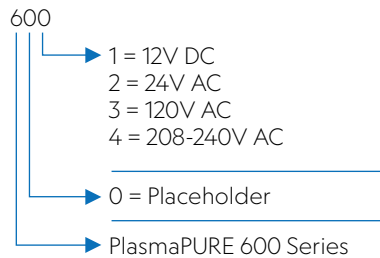 600
1 = 12V DC
2 = 24V AC
3 = 120V AC
4 = 208-240V AC
0 = Placeholder
PlasmaPURE 600 Series